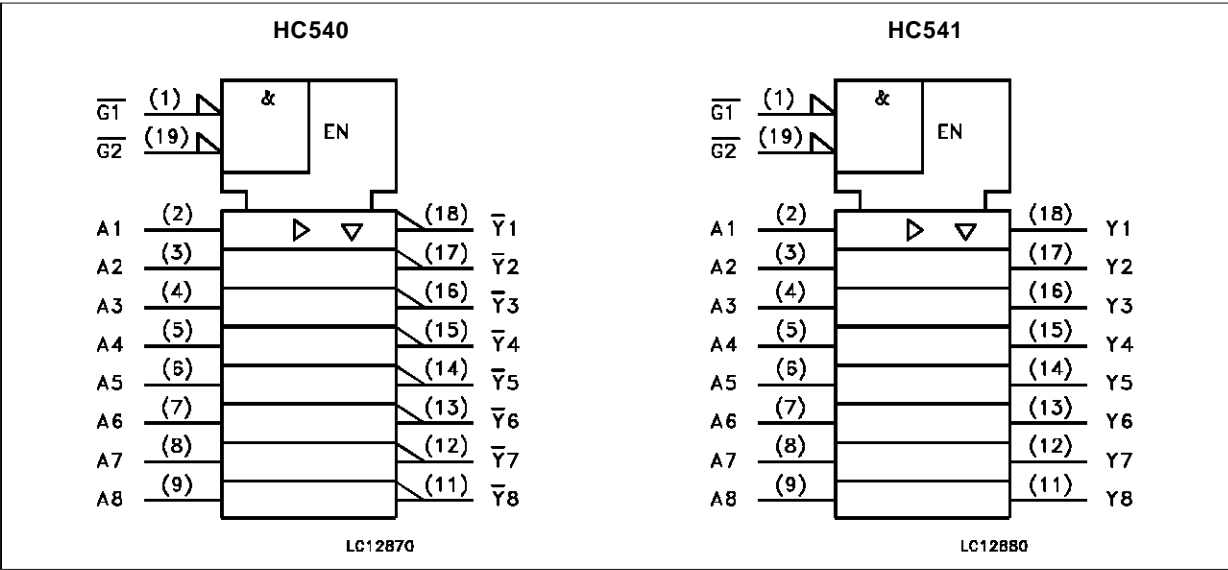 HC540
G1 (1) & EN
G2 (19)
A1 (2) (18) Y1
A2 (3) (17) Y2
A3 (4) (16) Y3
A4 (5) (15) Y4
A5 (6) (14) Y5
A6 (7) (13) Y6
A7 (8) (12) Y7
A8 (9) (11) Y8
LC12870
HC541
G1 (1) & EN
G2 (19)
A1 (2) (18) Y1
A2 (3) (17) Y2
A3 (4) (16) Y3
A4 (5) (15) Y4
A5 (6) (14) Y5
A6 (7) (13) Y6
A7 (8) (12) Y7
A8 (9) (11) Y8
LC12880